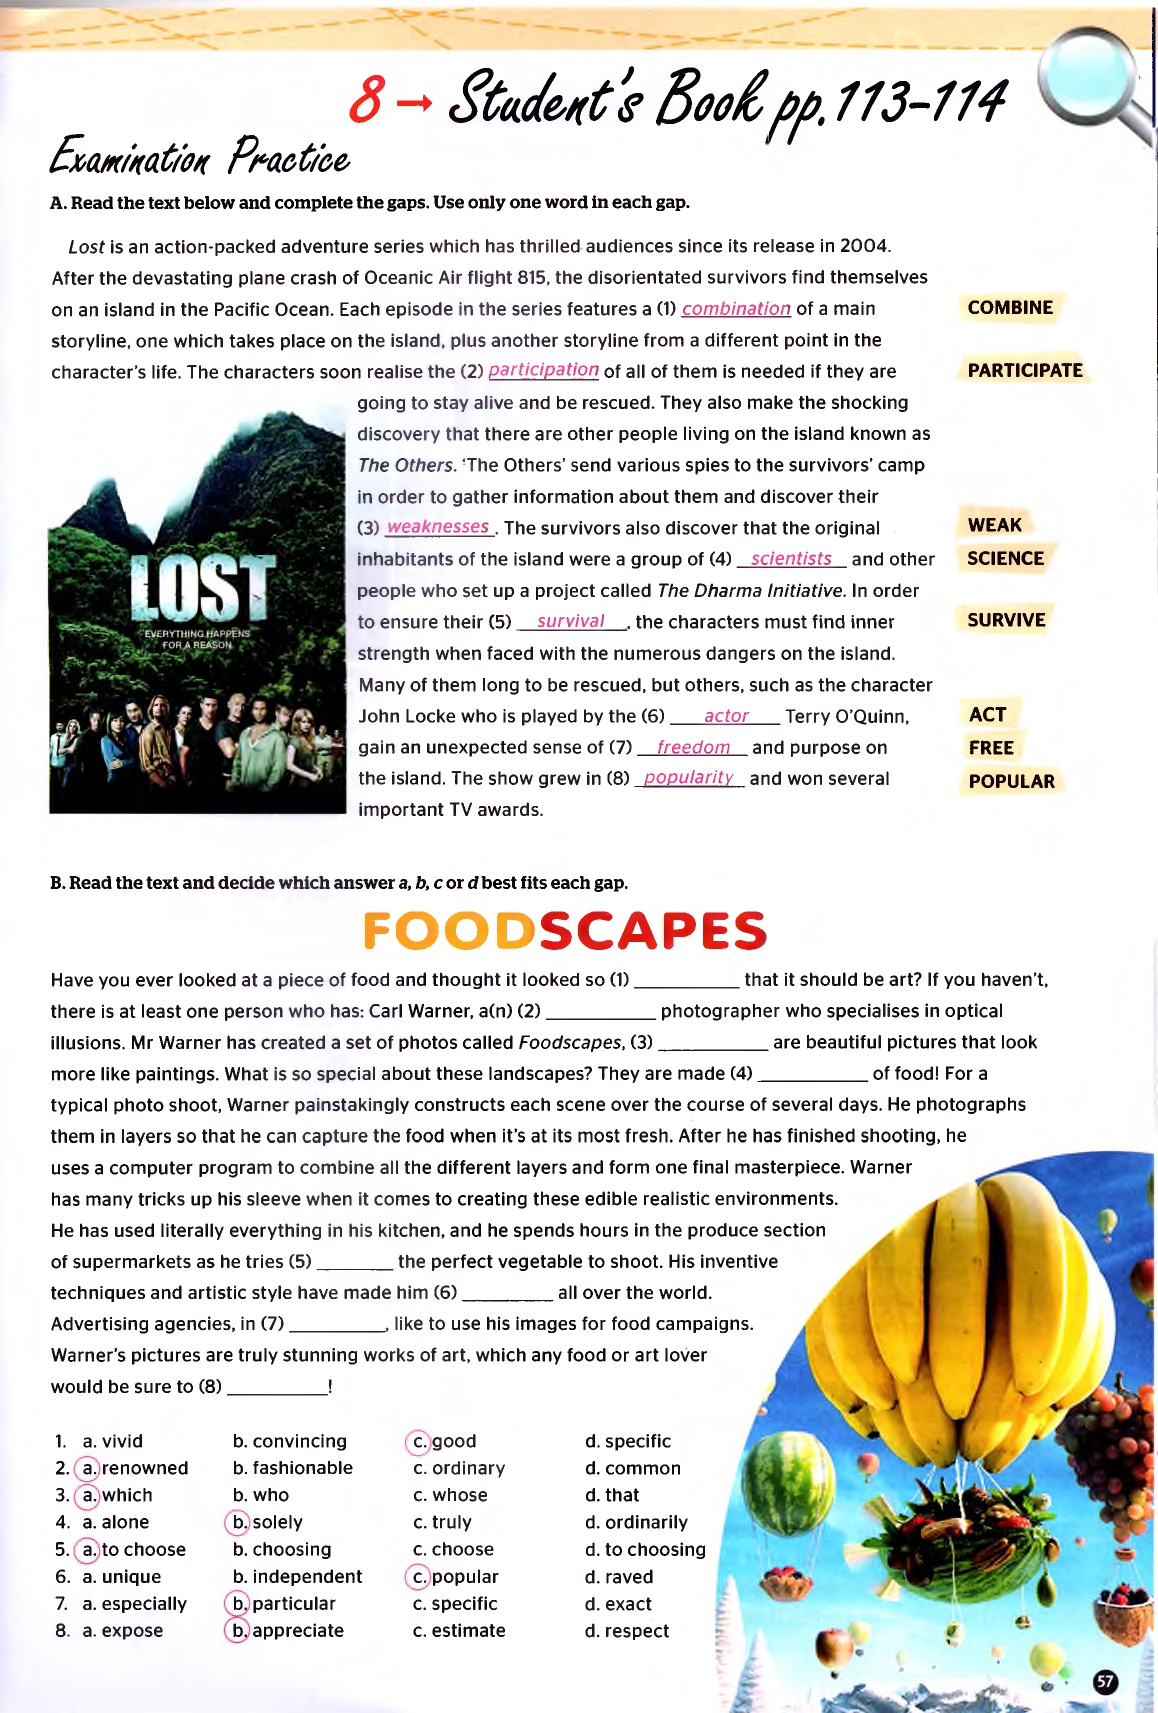 8 → Student's Book pp. 113-114
Examination Practice
A. Read the text below and complete the gaps. Use only one word in each gap.
Lost is an action-packed adventure series which has thrilled audiences since its release in 2004.
After the devastating plane crash of Oceanic Air flight 815, the disorientated survivors find themselves
on an island in the Pacific Ocean. Each episode in the series features a (1) combination of a main COMBINE
storyline, one which takes place on the island, plus another storyline from a different point in the
character's life. The characters soon realise the (2) participation of all of them is needed if they are PARTICIPATE
going to stay alive and be rescued. They also make the shocking
discovery that there are other people living on the island known as
The Others. 'The Others' send various spies to the survivors' camp
in order to gather information about them and discover their
(3) weaknesses . The survivors also discover that the original WEAK
inhabitants of the island were a group of (4) scientists and other SCIENCE
people who set up a project called The Dharma Initiative. In order
to ensure their (5) survival , the characters must find inner SURVIVE
strength when faced with the numerous dangers on the island.
Many of them long to be rescued, but others, such as the character
John Locke who is played by the (6) actor Terry O'Quinn, ACT
gain an unexpected sense of (7) freedom and purpose on FREE
the island. The show grew in (8) popularity and won several POPULAR
important TV awards.
LOST
EVERYTHING HAPPENS
FOR A REASON
B. Read the text and decide which answer a, b, c or d best fits each gap.
FOODSCAPES
Have you ever looked at a piece of food and thought it looked so (1) __________ that it should be art? If you haven't,
there is at least one person who has: Carl Warner, a(n) (2) __________ photographer who specialises in optical
illusions. Mr Warner has created a set of photos called Foodscapes, (3) __________ are beautiful pictures that look
more like paintings. What is so special about these landscapes? They are made (4) __________ of food! For a
typical photo shoot, Warner painstakingly constructs each scene over the course of several days. He photographs
them in layers so that he can capture the food when it's at its most fresh. After he has finished shooting, he
uses a computer program to combine all the different layers and form one final masterpiece. Warner
has many tricks up his sleeve when it comes to creating these edible realistic environments.
He has used literally everything in his kitchen, and he spends hours in the produce section
of supermarkets as he tries (5) _______ the perfect vegetable to shoot. His inventive
techniques and artistic style have made him (6) ________ all over the world.
Advertising agencies, in (7) _________, like to use his images for food campaigns.
Warner's pictures are truly stunning works of art, which any food or art lover
would be sure to (8) _________!
1. a. vivid b. convincing c. good d. specific
2. a. renowned b. fashionable c. ordinary d. common
3. a. which b. who c. whose d. that
4. a. alone b. solely c. truly d. ordinarily
5. a. to choose b. choosing c. choose d. to choosing
6. a. unique b. independent c. popular d. raved
7. a. especially b. particular c. specific d. exact
8. a. expose b. appreciate c. estimate d. respect
57